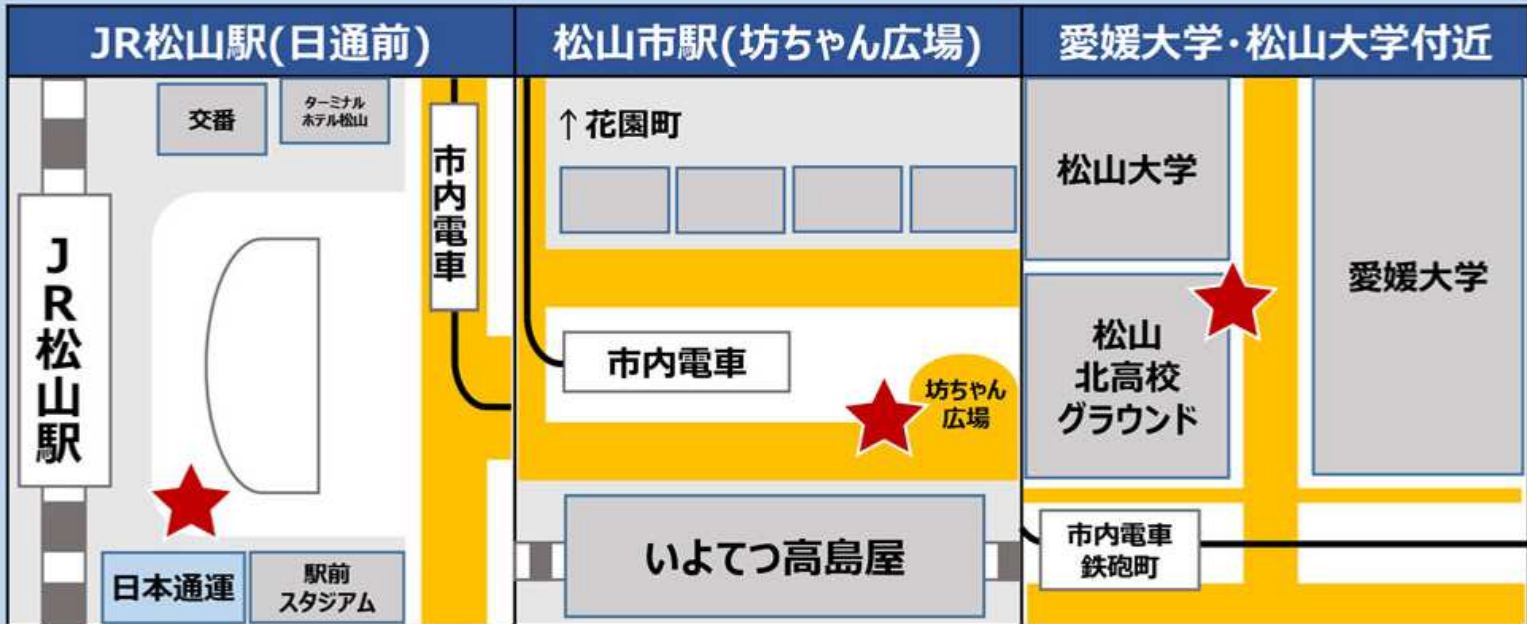 JR松山駅(日通前)
交番
ターミナル
ホテル松山
市内電車
JR松山駅
日本通運
駅前
スタジアム
松山市駅(坊ちゃん広場)
↑花園町
市内電車
坊ちゃん
広場
いよてつ高島屋
愛媛大学・松山大学付近
松山大学
愛媛大学
松山
北高校
グラウンド
市内電車
鉄砲町